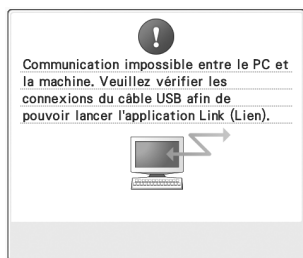 Communication impossible entre le PC et
la machine. Veuillez vérifier les
connexions du câble USB afin de
pouvoir lancer l'application Link (Lien).